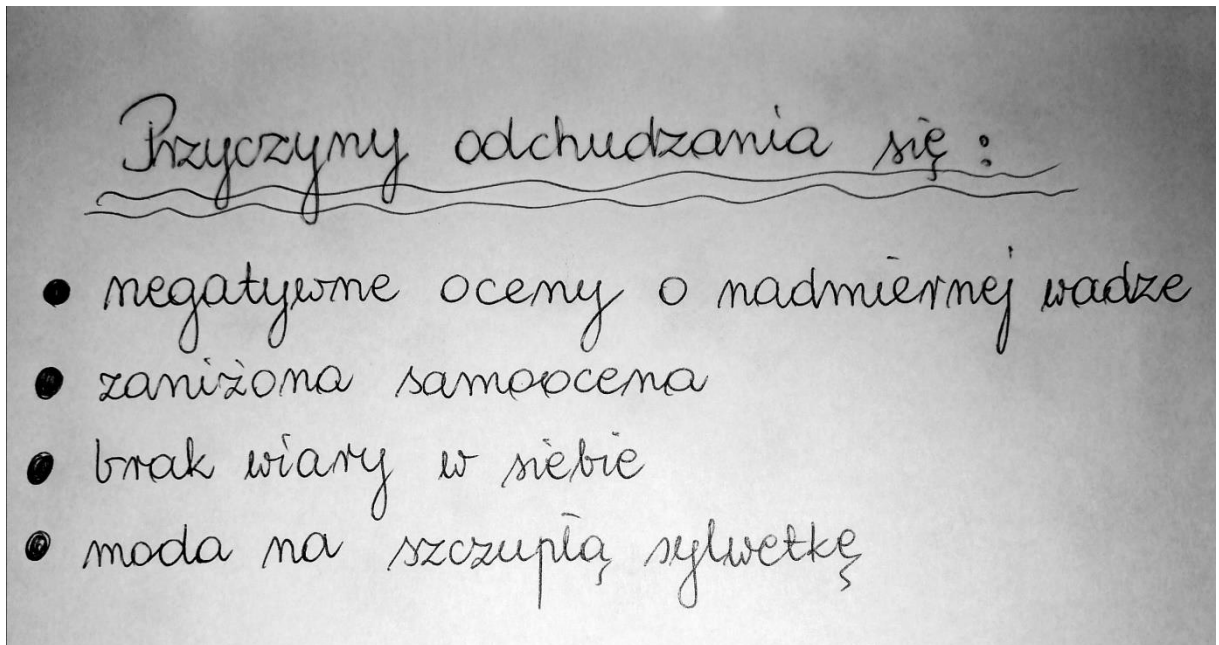 Przyczyny odchudzania się:
• negatywne oceny o nadmiernej wadze
• zaniżona samoocena
• brak wiary w siebie
• moda na szczupłą sylwetkę